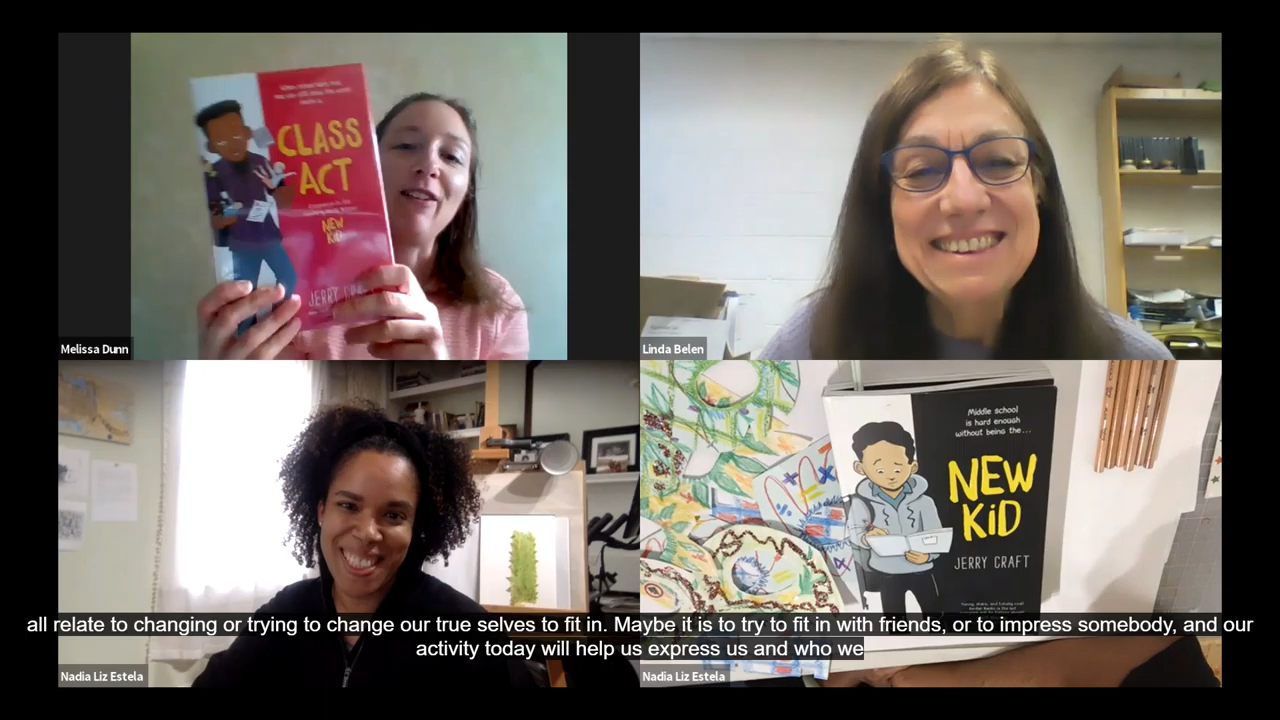 CLASS
ACT
NEW
KiD
JERRY CRA
Melissa Dunn
Linda Belen
Middle school
is hard enough
without being the...
NEW
KiD
JERRY CRAFT
all relate to changing or trying to change our true selves to fit in. Maybe it is to try to fit in with friends, or to impress somebody, and our
activity today will help us express us and who we
Nadia Liz Estela
Nadia Liz Estela